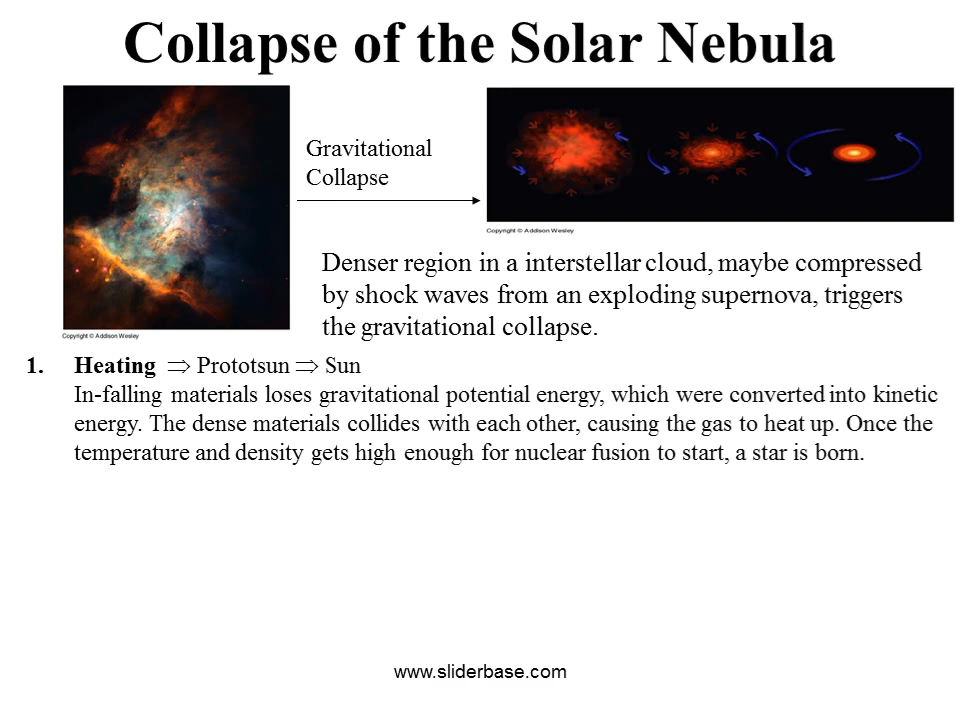 Collapse of the Solar Nebula
Gravitational
Collapse
Copyright © Addison Wesley
Denser region in a interstellar cloud, maybe compressed
by shock waves from an exploding supernova, triggers
the gravitational collapse.
Copyright © Addison Wesley
1. Heating ⇒ Prototsun ⇒ Sun
In-falling materials loses gravitational potential energy, which were converted into kinetic
energy. The dense materials collides with each other, causing the gas to heat up. Once the
temperature and density gets high enough for nuclear fusion to start, a star is born.
www.sliderbase.com